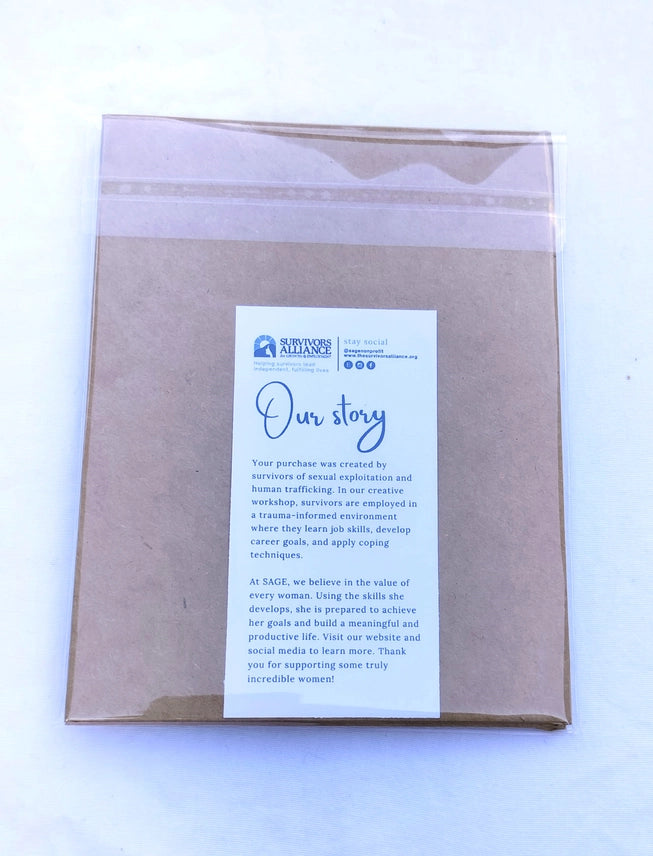 SURVIVORS
ALLIANCE
for GROWTH & EMPLOYMENT
Helping survivors lead
independent, fulfilling lives
stay social
@sagenonprofit
www.thesurvivorsalliance.org
Our story
Your purchase was created by
survivors of sexual exploitation and
human trafficking. In our creative
workshop, survivors are employed in
a trauma-informed environment
where they learn job skills, develop
career goals, and apply coping
techniques.
At SAGE, we believe in the value of
every woman. Using the skills she
develops, she is prepared to achieve
her goals and build a meaningful and
productive life. Visit our website and
social media to learn more. Thank
you for supporting some truly
incredible women!